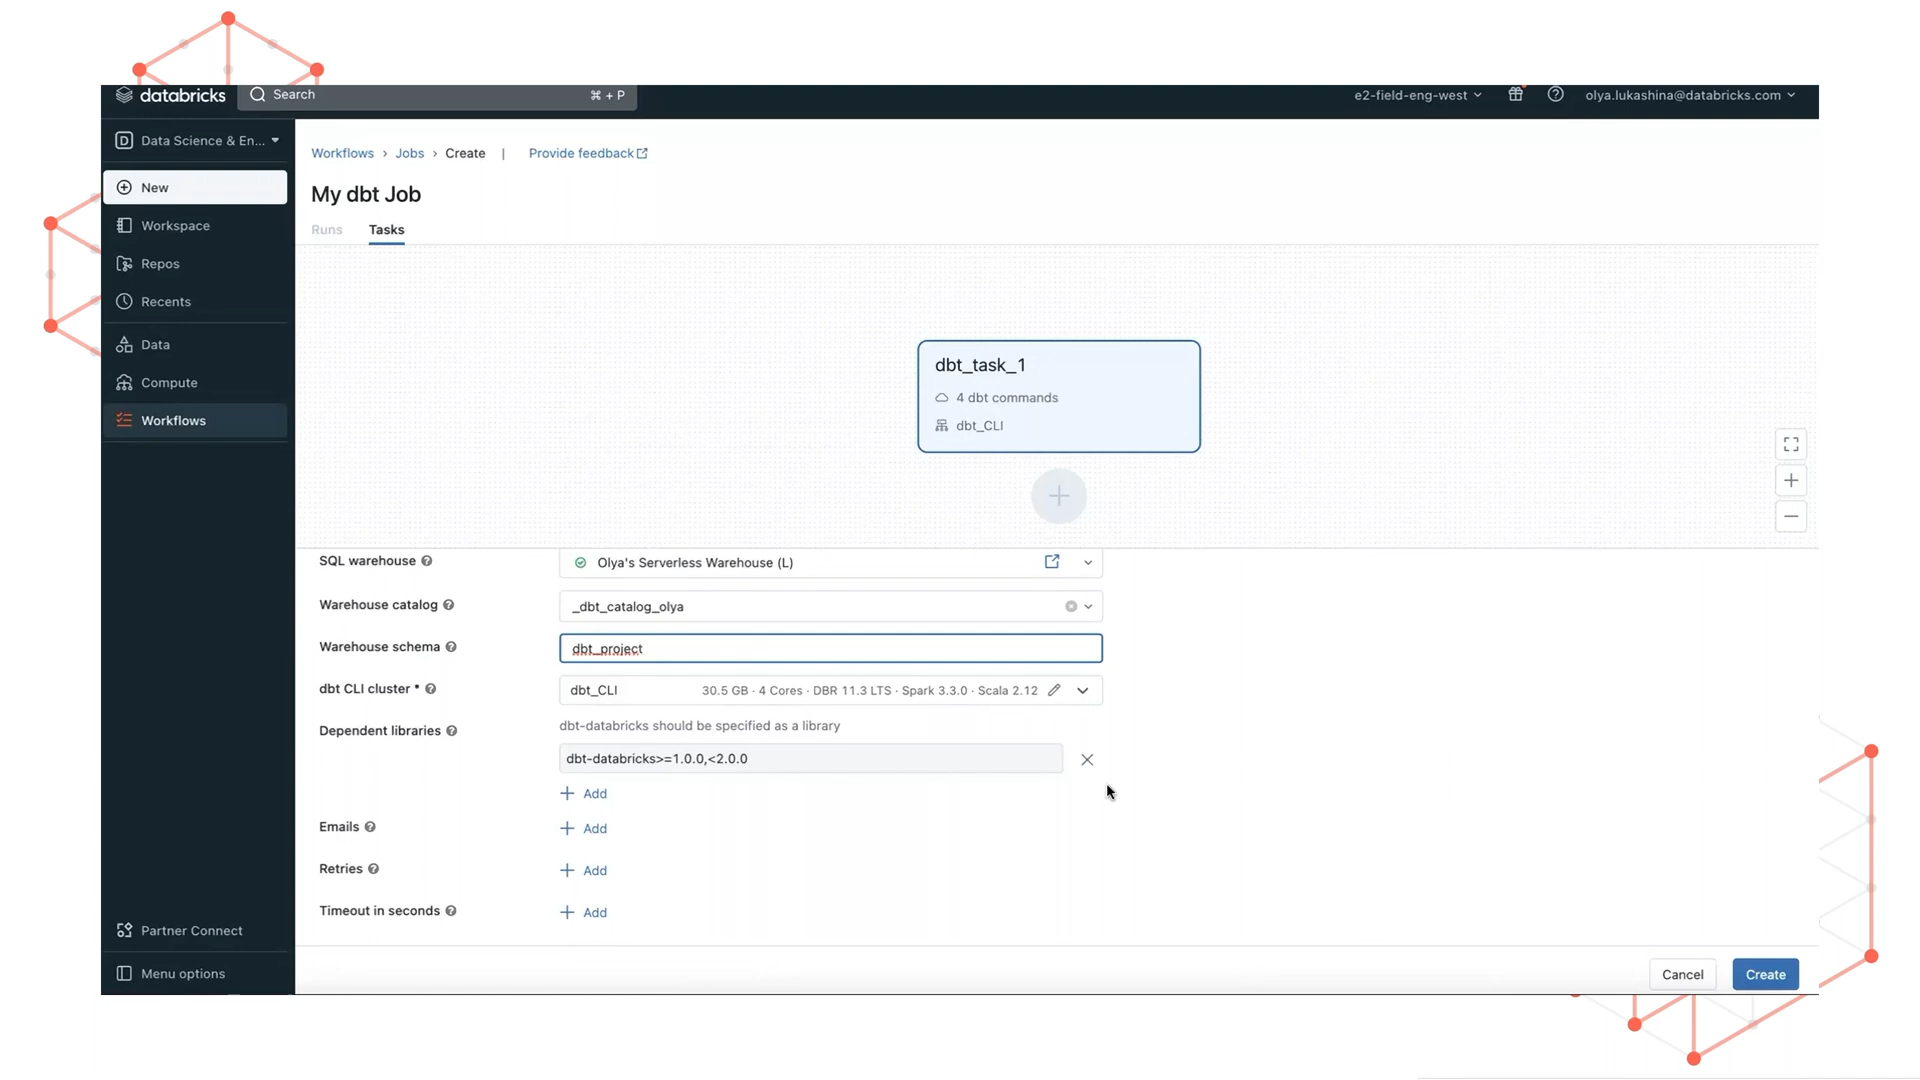 databricks
Search
⌘ + P
e2-field-eng-west
olya.lukashina@databricks.com
Data Science & En...
New
Workspace
Repos
Recents
Data
Compute
Workflows
Partner Connect
Menu options
Workflows › Jobs › Create | Provide feedback
My dbt Job
Runs Tasks
dbt_task_1
4 dbt commands
dbt_CLI
SQL warehouse
Olya's Serverless Warehouse (L)
Warehouse catalog
_dbt_catalog_olya
Warehouse schema
dbt_project
dbt CLI cluster *
dbt_CLI 30.5 GB · 4 Cores · DBR 11.3 LTS · Spark 3.3.0 · Scala 2.12
Dependent libraries
dbt-databricks should be specified as a library
dbt-databricks>=1.0.0,<2.0.0
+ Add
Emails
+ Add
Retries
+ Add
Timeout in seconds
+ Add
Cancel
Create